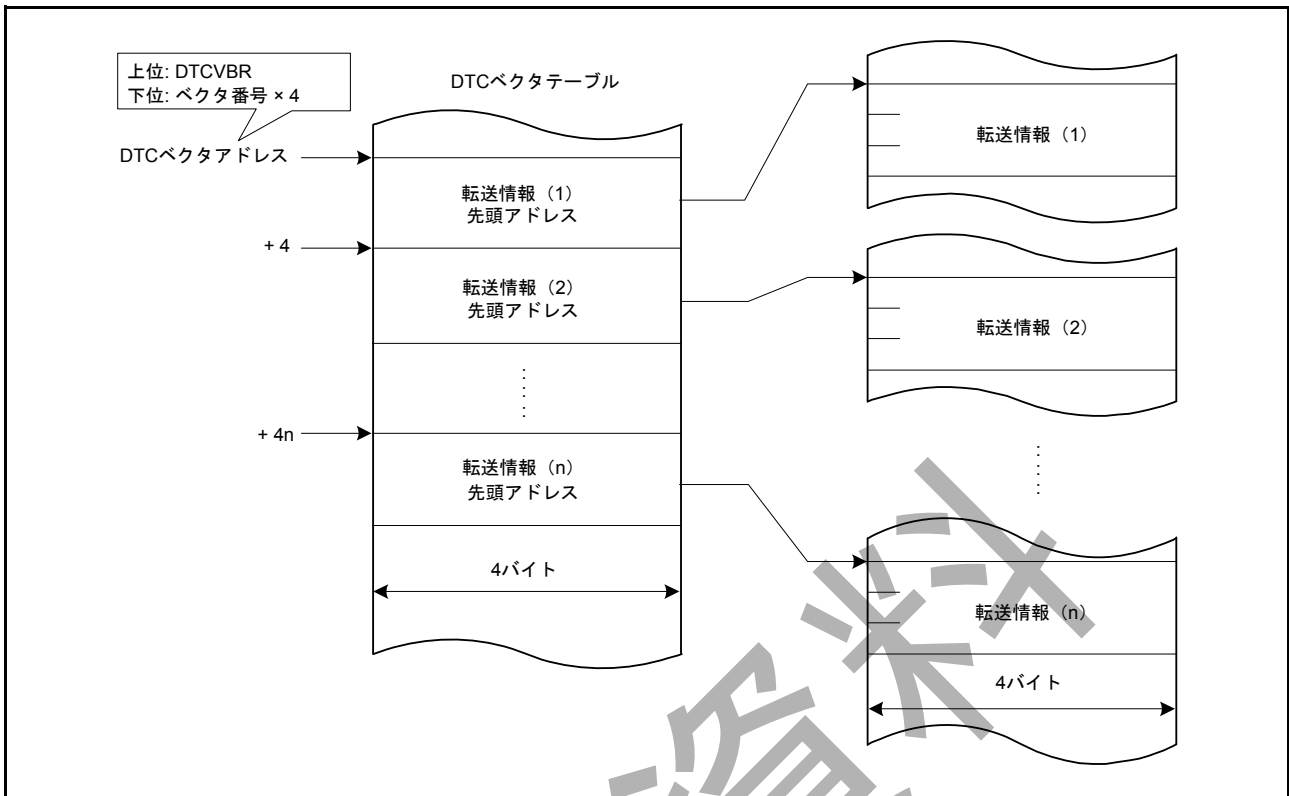 上位: DTCVBR
下位: ベクタ番号 × 4
DTCベクタテーブル
DTCベクタアドレス
転送情報（1）
先頭アドレス
+ 4
転送情報（2）
先頭アドレス
+ 4n
転送情報（n）
先頭アドレス
4バイト
転送情報（1）
転送情報（2）
転送情報（n）
4バイト
資料